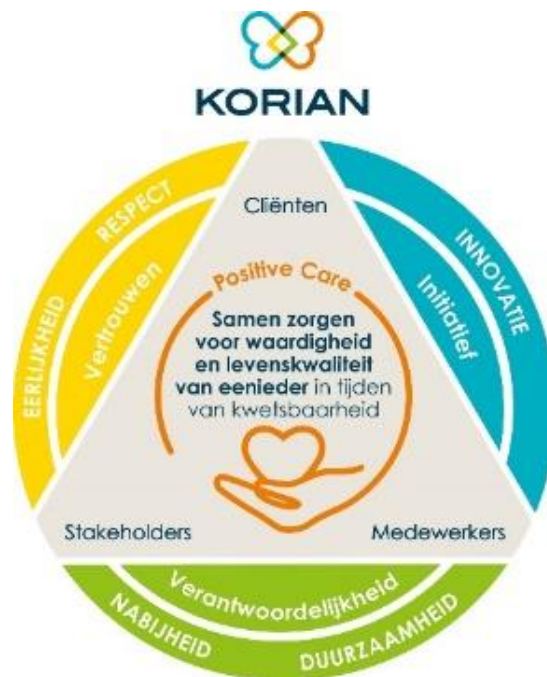 KORIAN
RESPECT
EERLIJKHEID
Vertrouwen
INNOVATIE
Initiatief
Cliënten
Positive Care
Samen zorgen
voor waardigheid
en levenskwaliteit
van eenieder in tijden
van kwetsbaarheid
Stakeholders
Medewerkers
Verantwoordelijkheid
NABIJHEID
DUURZAAMHEID